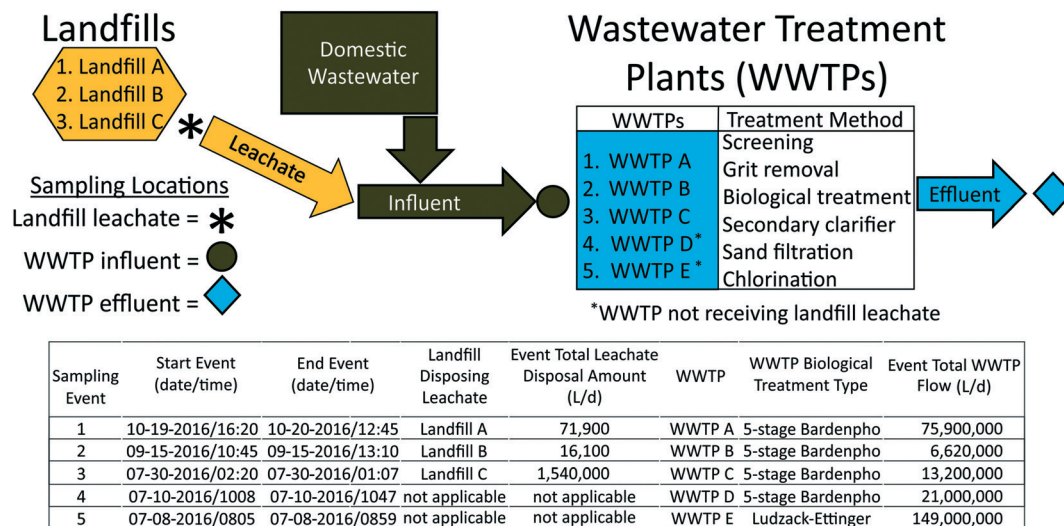 Landfills
1. Landfill A
2. Landfill B
3. Landfill C
*
Domestic
Wastewater
Leachate
Influent
Sampling Locations
Landfill leachate = *
WWTP influent =
WWTP effluent =
Wastewater Treatment
Plants (WWTPs)
WWTPs Treatment Method
1. WWTP A
2. WWTP B
3. WWTP C
4. WWTP D*
5. WWTP E*
Screening
Grit removal
Biological treatment
Secondary clarifier
Sand filtration
Chlorination
Effluent
*WWTP not receiving landfill leachate
Sampling Event | Start Event (date/time) | End Event (date/time) | Landfill Disposing Leachate | Event Total Leachate Disposal Amount (L/d) | WWTP | WWTP Biological Treatment Type | Event Total WWTP Flow (L/d)
1 10-19-2016/16:20 10-20-2016/12:45 Landfill A 71,900 WWTP A 5-stage Bardenpho 75,900,000
2 09-15-2016/10:45 09-15-2016/13:10 Landfill B 16,100 WWTP B 5-stage Bardenpho 6,620,000
3 07-30-2016/02:20 07-30-2016/01:07 Landfill C 1,540,000 WWTP C 5-stage Bardenpho 13,200,000
4 07-10-2016/1008 07-10-2016/1047 not applicable not applicable WWTP D 5-stage Bardenpho 21,000,000
5 07-08-2016/0805 07-08-2016/0859 not applicable not applicable WWTP E Ludzack-Ettinger 149,000,000